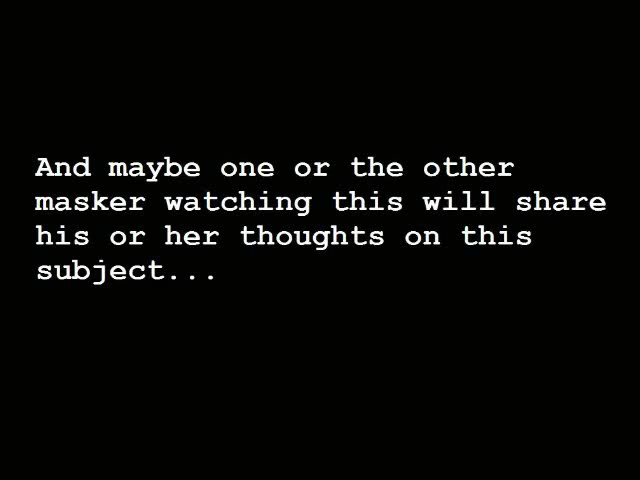 And maybe one or the other
masker watching this will share
his or her thoughts on this
subject...